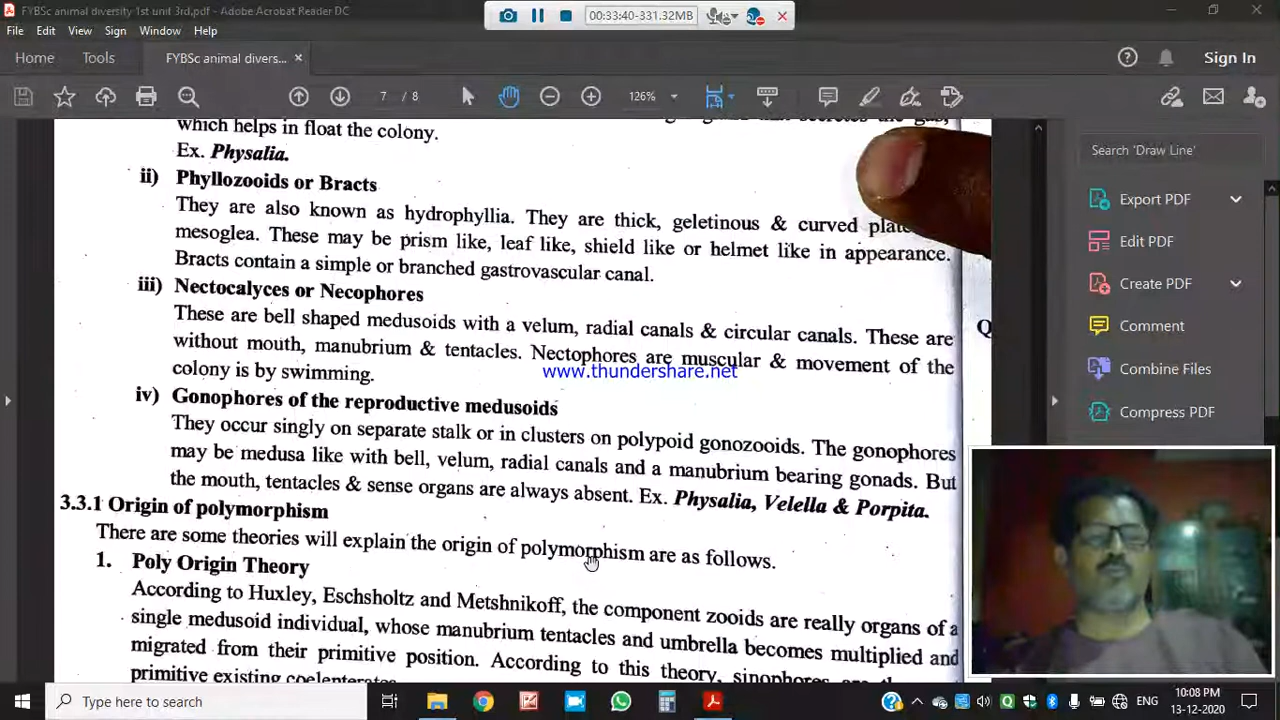 FYBSc animal diversity 1st unit 3rd.pdf - Adobe Acrobat Reader DC
00:33:40-331.32MB
File Edit View Sign Window Help
Home Tools FYBSc animal divers... × Sign In
7 / 8 126%
which helps in float the colony.
Ex. Physalia.
ii) Phyllozooids or Bracts
They are also known as hydrophyllia. They are thick, geletinous & curved
mesoglea. These may be prism like, leaf like, shield like or helmet like in appearance.
Bracts contain a simple or branched gastrovascular canal.
iii) Nectocalyces or Necophores
These are bell shaped medusoids with a velum, radial canals & circular canals. These are
without mouth, manubrium & tentacles. Nectophores are muscular & movement of the
colony is by swimming.
www.thundershare.net
iv) Gonophores of the reproductive medusoids
They occur singly on separate stalk or in clusters on polypoid gonozooids. The gonophores
may be medusa like with bell, velum, radial canals and a manubrium bearing gonads. But
the mouth, tentacles & sense organs are always absent. Ex. Physalia, Velella & Porpita.
3.3.1 Origin of polymorphism
There are some theories will explain the origin of polymorphism are as follows.
1. Poly Origin Theory
According to Huxley, Eschsholtz and Metshnikoff, the component zooids are really organs of a
single medusoid individual, whose manubrium tentacles and umbrella becomes multiplied and
migrated from their primitive position. According to this theory, sinophores are
primitive existing coelenterates
Q
Search 'Draw Line'
Export PDF
Edit PDF
Create PDF
Comment
Combine Files
Compress PDF
Type here to search
ENG
10:08 PM
13-12-2020